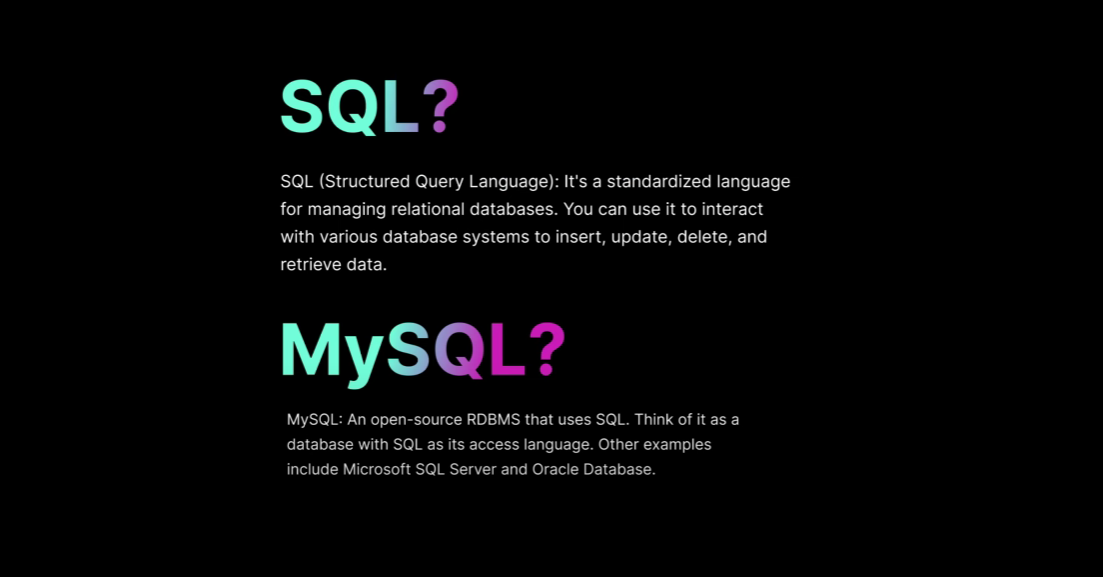 SQL?
SQL (Structured Query Language): It's a standardized language
for managing relational databases. You can use it to interact
with various database systems to insert, update, delete, and
retrieve data.
MySQL?
MySQL: An open-source RDBMS that uses SQL. Think of it as a
database with SQL as its access language. Other examples
include Microsoft SQL Server and Oracle Database.